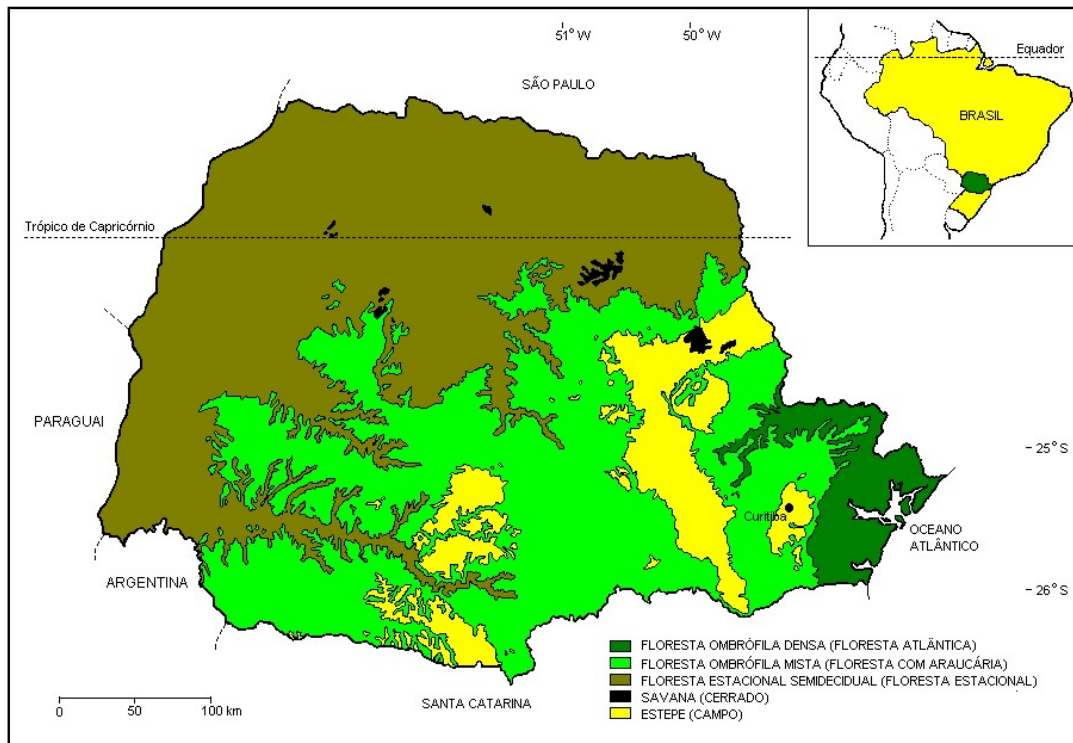 51° W
50° W
SÃO PAULO
Equador
BRASIL
Trópico de Capricórnio
PARAGUAI
25° S
Curitiba
OCEANO
ATLÂNTICO
ARGENTINA
26° S
FLORESTA OMBRÓFILA DENSA (FLORESTA ATLÂNTICA)
FLORESTA OMBRÓFILA MISTA (FLORESTA COM ARAUCÁRIA)
FLORESTA ESTACIONAL SEMIDECIDUAL (FLORESTA ESTACIONAL)
SAVANA (CERRADO)
ESTEPE (CAMPO)
SANTA CATARINA
0 50 100 km